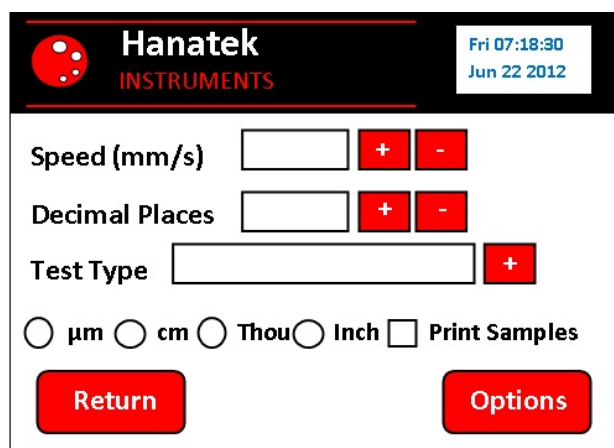 Hanatek
INSTRUMENTS
Fri 07:18:30
Jun 22 2012
Speed (mm/s) + -
Decimal Places + -
Test Type +
µm cm Thou Inch Print Samples
Return Options